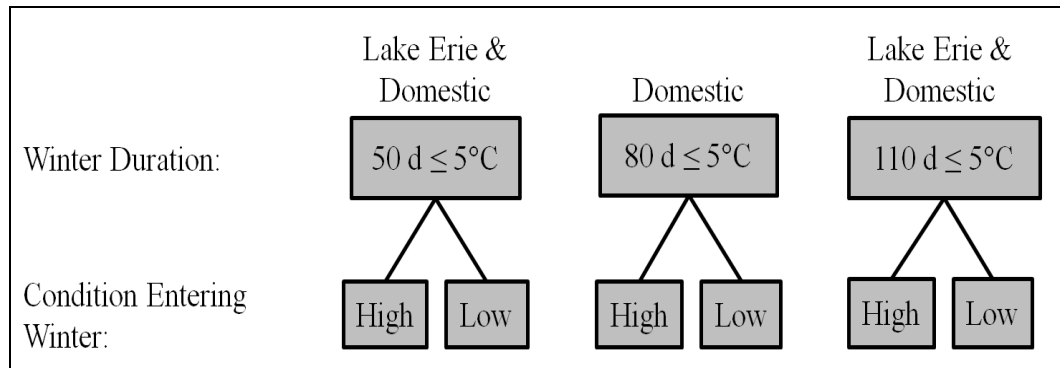 Lake Erie &
Domestic
Domestic
Lake Erie &
Domestic
Winter Duration:
50 d ≤ 5°C
80 d ≤ 5°C
110 d ≤ 5°C
Condition Entering
Winter:
High
Low
High
Low
High
Low